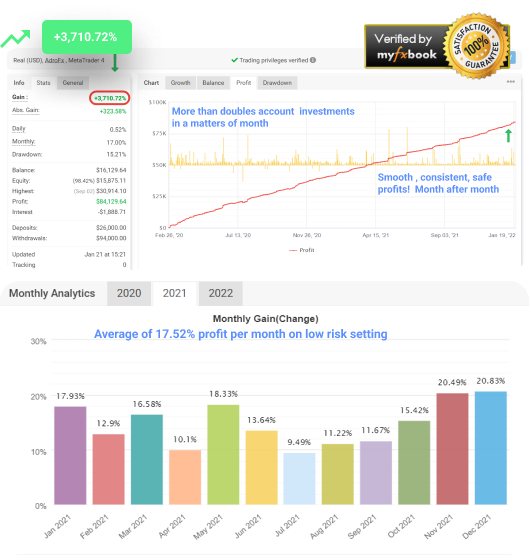 +3,710.72%
Verified by
myfxbook
SATISFACTION
100%
GUARANTEE
Real (USD), AdroFx , MetaTrader 4
Trading privileges verified
Info Stats General
Gain : +3,710.72%
Abs. Gain: +323.58%
Daily 0.52%
Monthly: 17.00%
Drawdown: 15.21%
Balance: $16,129.64
Equity: (98.42%) $15,875.11
Highest: (Sep 03) $30,914.10
Profit: $84,129.64
Interest -$1,888.71
Deposits: $26,000.00
Withdrawals: $94,000.00
Updated Jan 21 at 15:21
Tracking 0
Chart Growth Balance Profit Drawdown
$100K
More than doubles account investments
in a matters of month
$75K
$50K
Smooth , consistent, safe
profits! Month after month
$25K
$0
Feb 26, '20 Jul 13, '20 Nov 26, '20 Apr 15, '21 Sep 03, '21 Jan 19, '22
Profit
Monthly Analytics 2020 2021 2022
Monthly Gain(Change)
Average of 17.52% profit per month on low risk setting
30%
20%
10%
0%
17.93% 12.9% 16.58% 10.1% 18.33% 13.64% 9.49% 11.22% 11.67% 15.42% 20.49% 20.83%
Jan 2021 Feb 2021 Mar 2021 Apr 2021 May 2021 Jun 2021 Jul 2021 Aug 2021 Sep 2021 Oct 2021 Nov 2021 Dec 2021